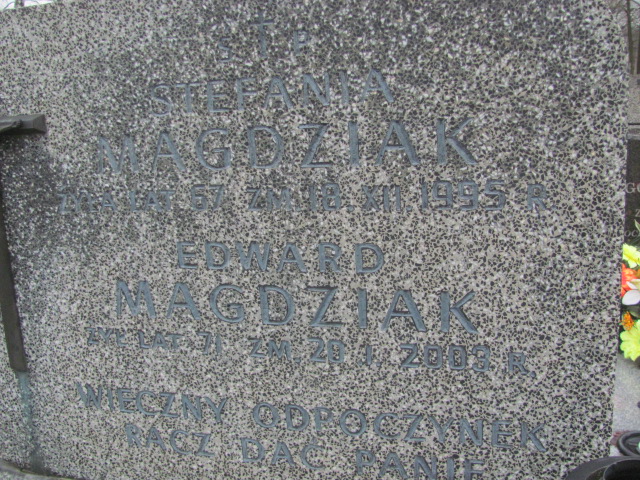 Ś † P
STEFANIA
MAGDZIAK
ŻYŁA LAT 67 ZM. 18 XII 1995 R.
EDWARD
MAGDZIAK
ŻYŁ LAT 71 ZM. 20 I 2003 R.
WIECZNY ODPOCZYNEK
RACZ DAĆ PANIE